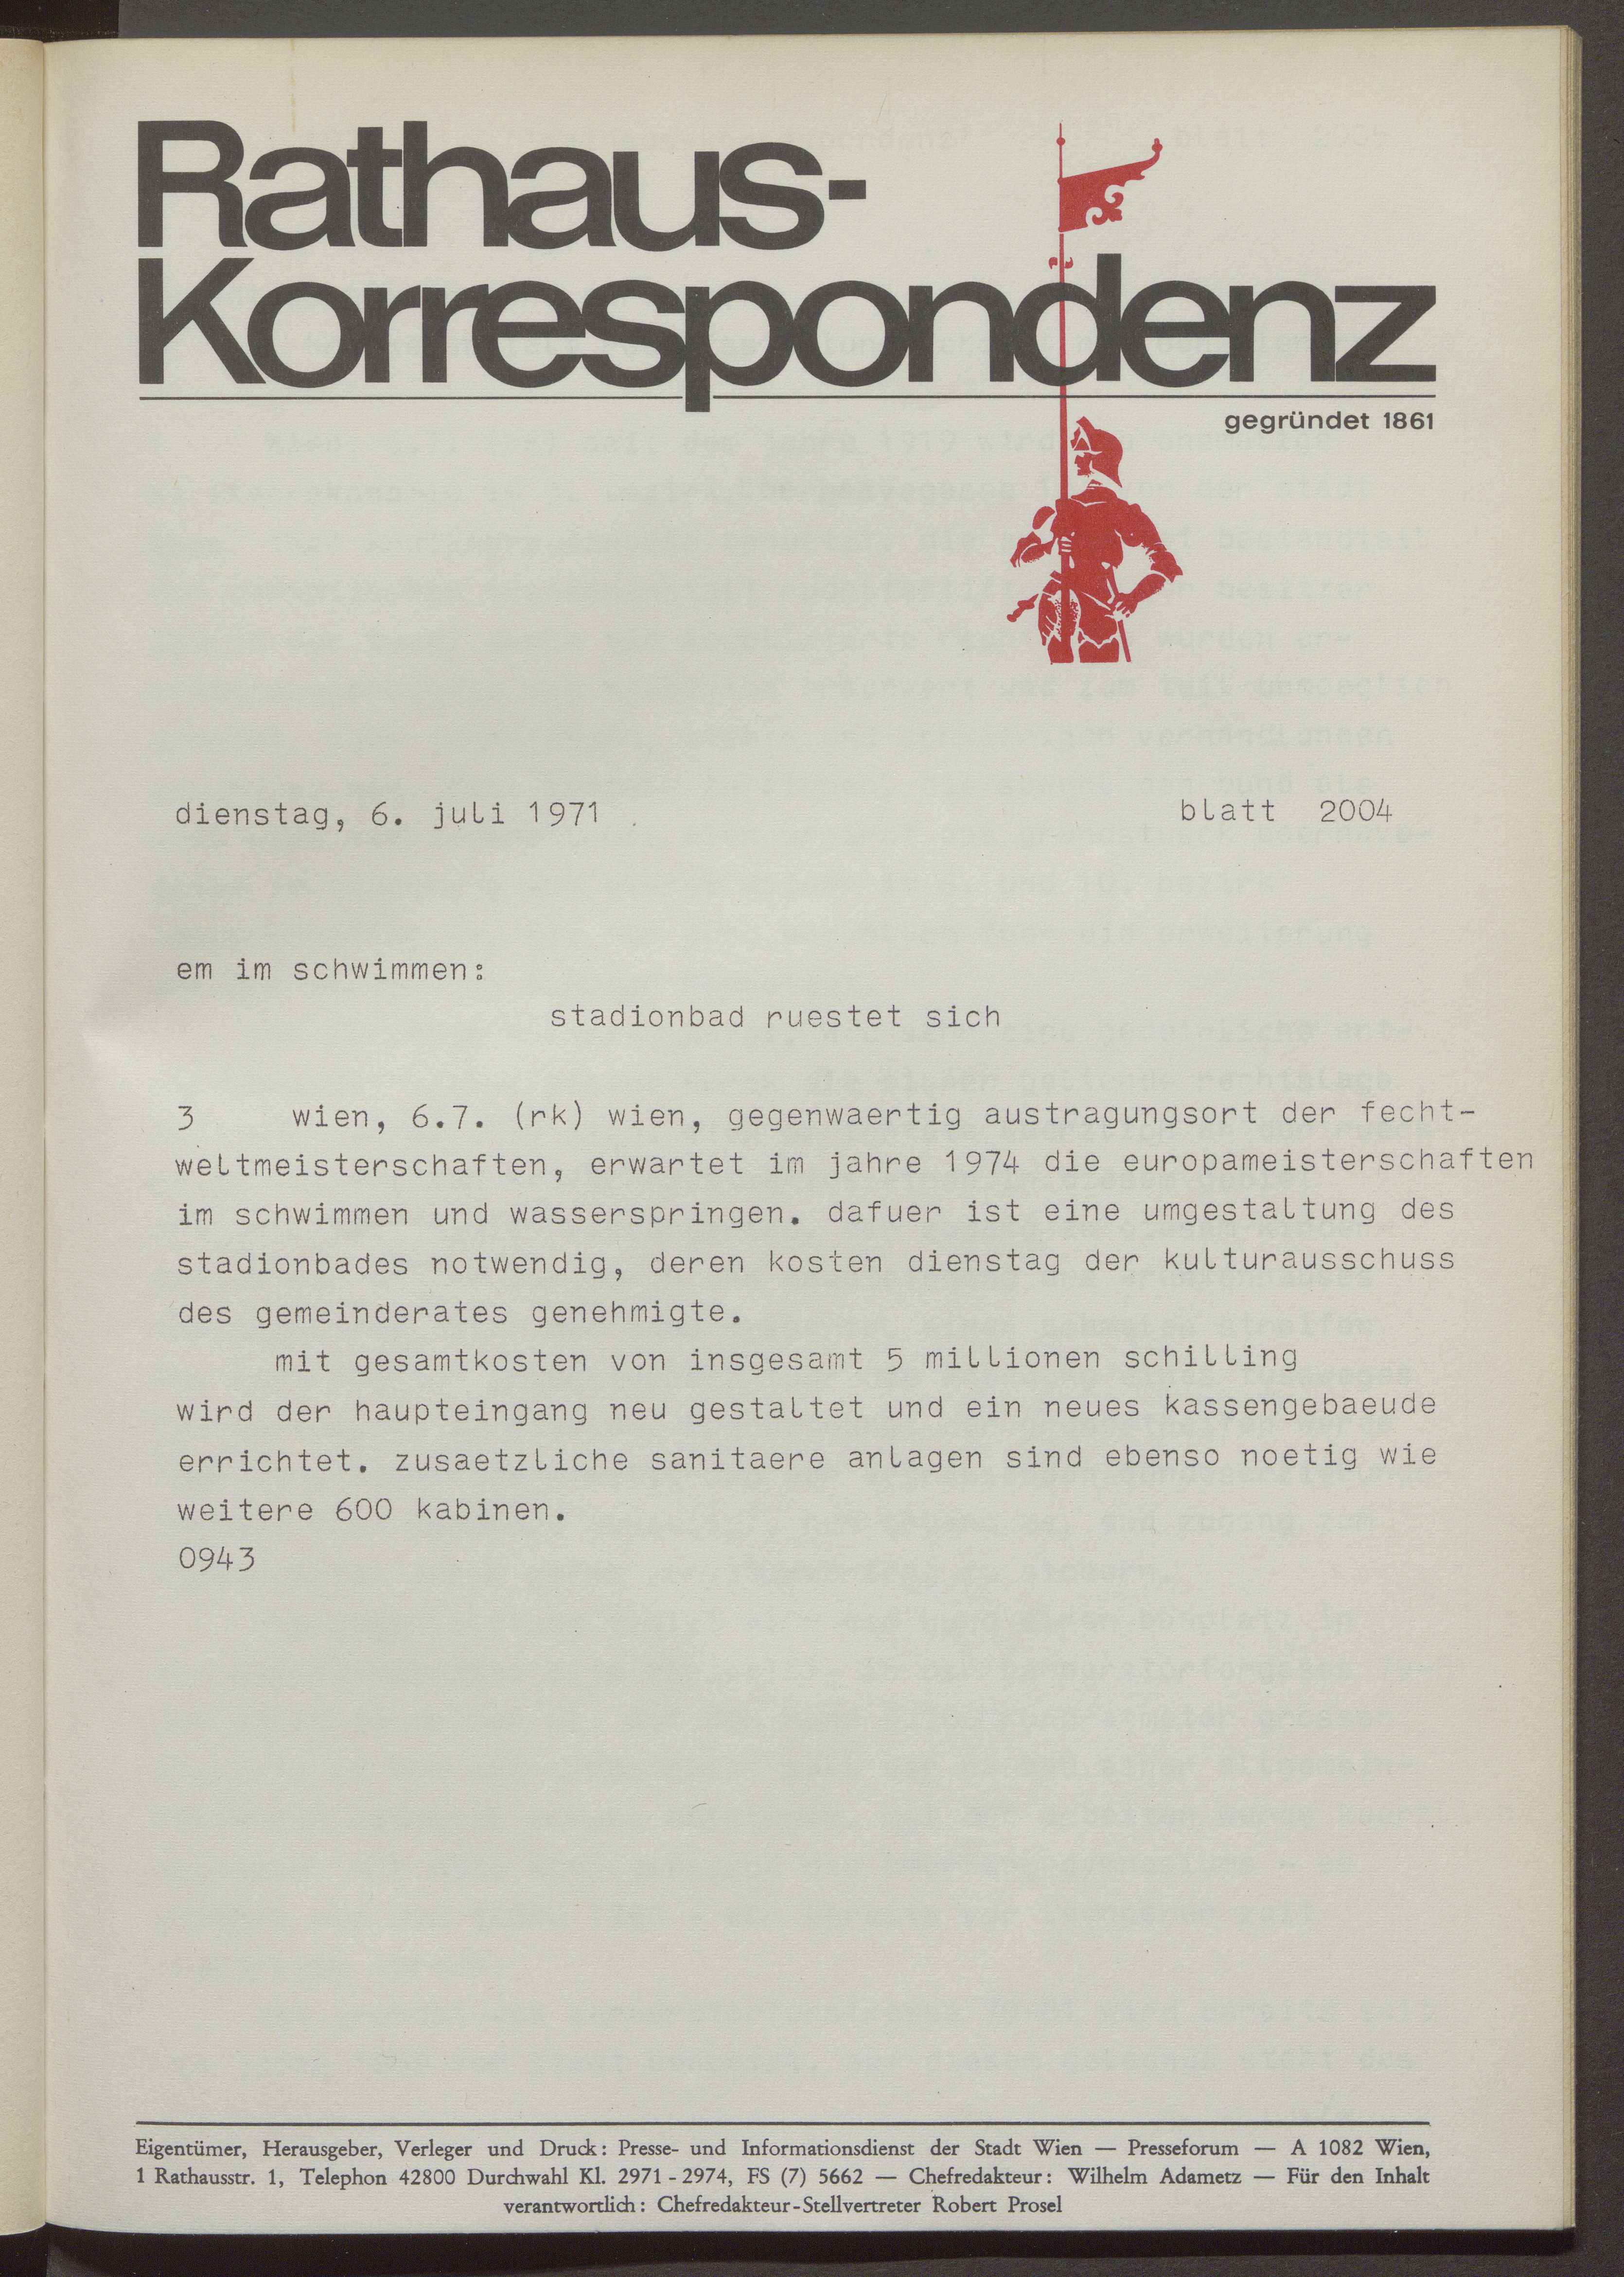 Rathaus-
Korrespondenz
gegründet 1861
dienstag, 6. juli 1971 blatt 2004
em im schwimmen:
stadionbad ruestet sich
3 wien, 6.7. (rk) wien, gegenwaertig austragungsort der fecht-
weltmeisterschaften, erwartet im jahre 1974 die europameisterschaften
im schwimmen und wasserspringen. dafuer ist eine umgestaltung des
stadionbades notwendig, deren kosten dienstag der kulturausschuss
des gemeinderates genehmigte.
mit gesamtkosten von insgesamt 5 millionen schilling
wird der haupteingang neu gestaltet und ein neues kassengebaeude
errichtet. zusaetzliche sanitaere anlagen sind ebenso noetig wie
weitere 600 kabinen.
0943
Eigentümer, Herausgeber, Verleger und Druck: Presse- und Informationsdienst der Stadt Wien — Presseforum — A 1082 Wien,
1 Rathausstr. 1, Telephon 42800 Durchwahl Kl. 2971 - 2974, FS (7) 5662 — Chefredakteur: Wilhelm Adametz — Für den Inhalt
verantwortlich: Chefredakteur-Stellvertreter Robert Prosel